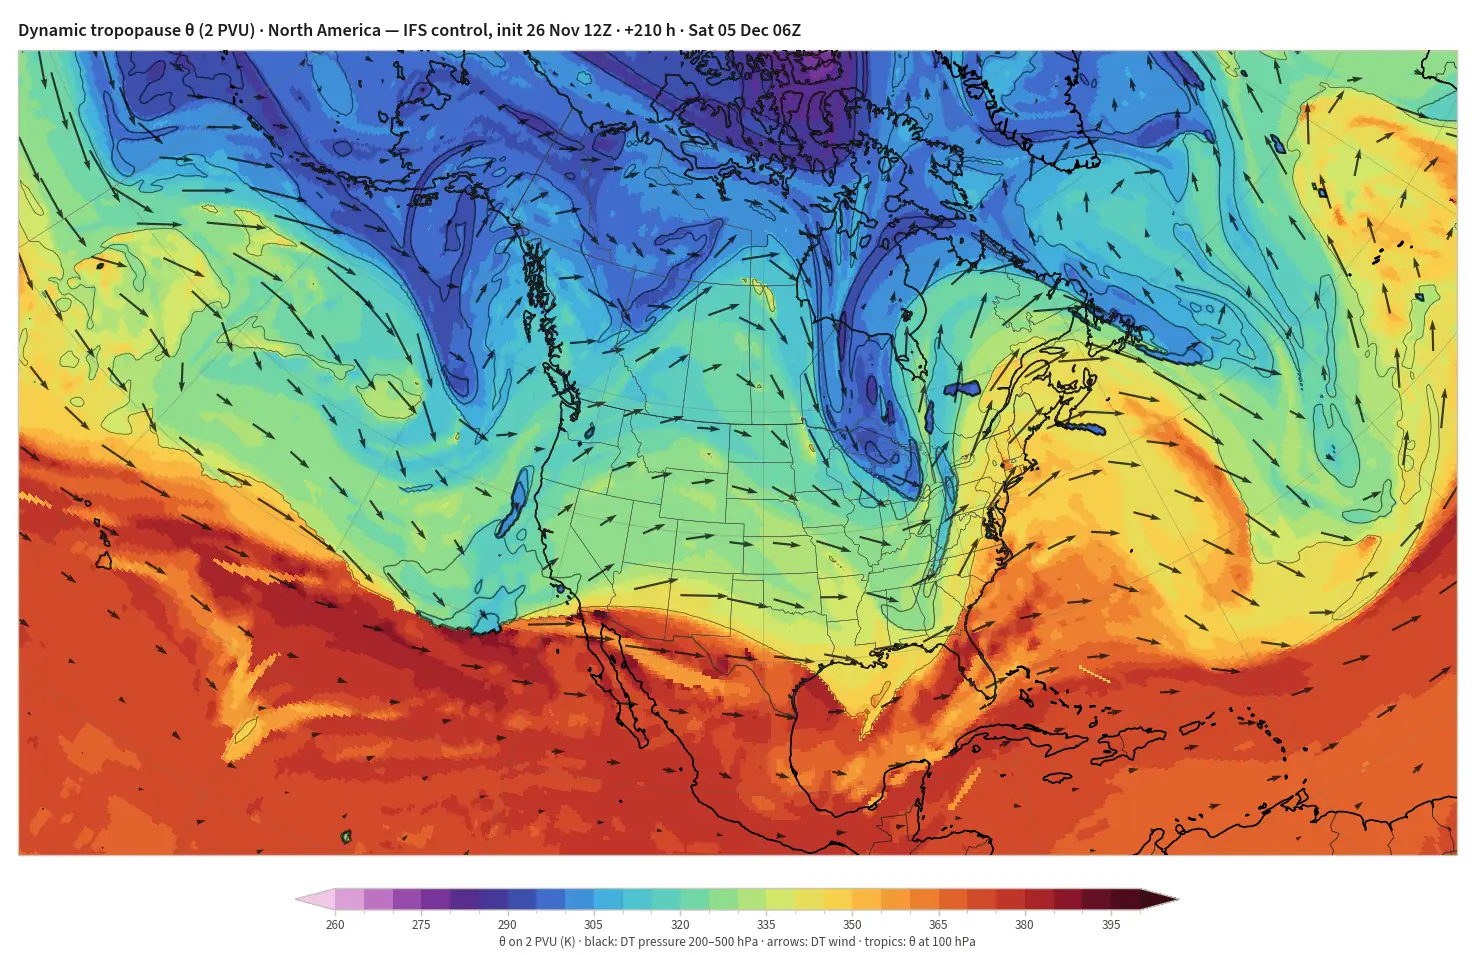 Dynamic tropopause θ (2 PVU) · North America — IFS control, init 26 Nov 12Z · +210 h · Sat 05 Dec 06Z
260 275 290 305 320 335 350 365 380 395
θ on 2 PVU (K) · black: DT pressure 200–500 hPa · arrows: DT wind · tropics: θ at 100 hPa